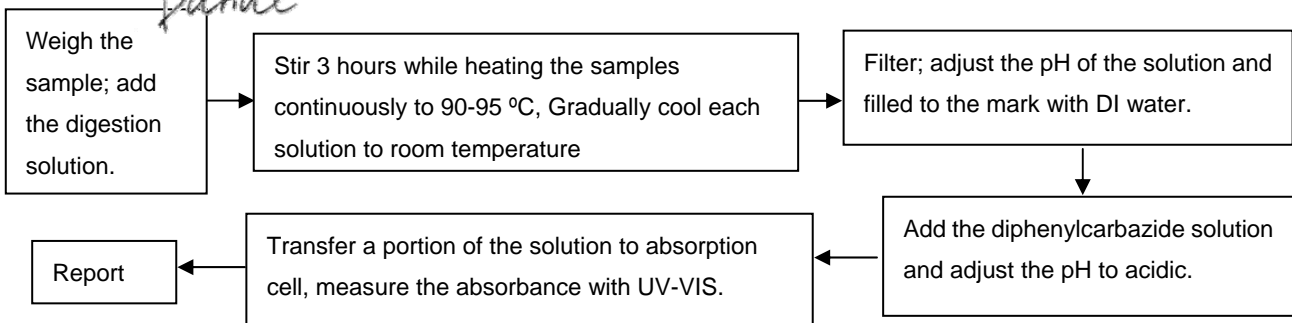 Weigh the
sample; add
the digestion
solution.
Stir 3 hours while heating the samples
continuously to 90-95 ⁰C, Gradually cool each
solution to room temperature
Filter; adjust the pH of the solution and
filled to the mark with DI water.
Add the diphenylcarbazide solution
and adjust the pH to acidic.
Transfer a portion of the solution to absorption
cell, measure the absorbance with UV-VIS.
Report